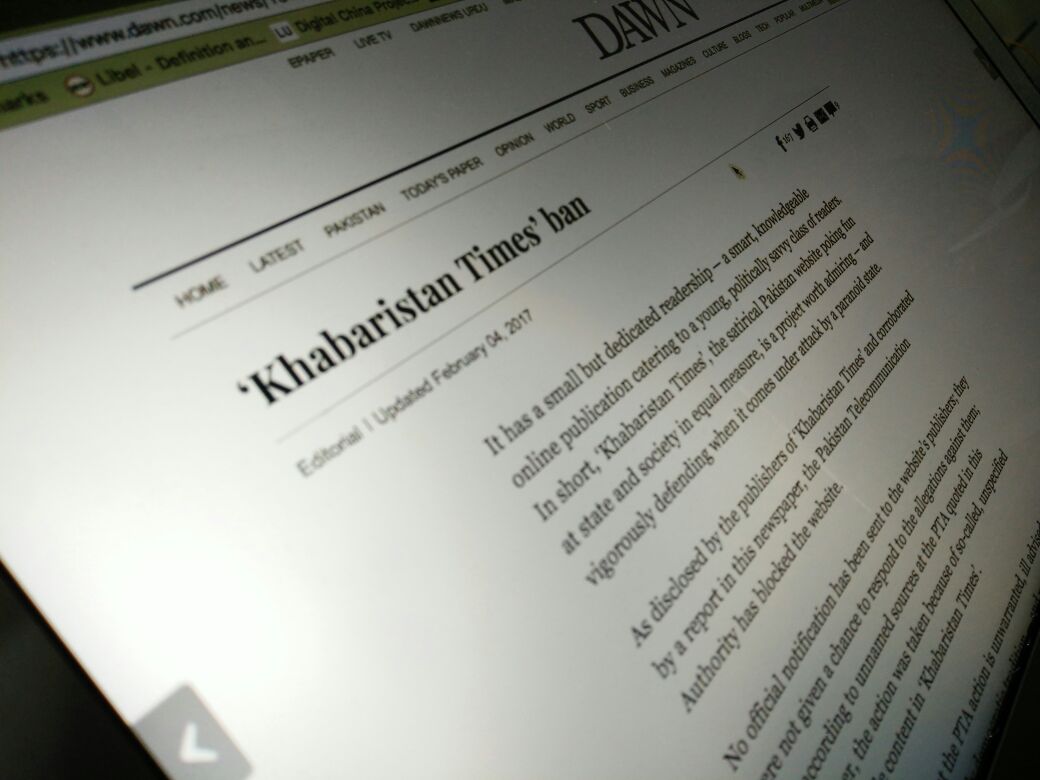 https://www.dawn.com/news/
marks Libel - Definition an... LU Digital China Project...
EPAPER LIVE TV DAWNNEWS URDU
DAWN
HOME LATEST PAKISTAN TODAY'S PAPER OPINION WORLD SPORT BUSINESS MAGAZINES CULTURE BLOGS TECH POPULAR MULTIMEDIA
'Khabaristan Times' ban
Editorial | Updated February 04, 2017
It has a small but dedicated readership — a smart, knowledgeable
online publication catering to a young, politically savvy class of readers.
In short, 'Khabaristan Times', the satirical Pakistan website poking fun
at state and society in equal measure, is a project worth admiring — and
vigorously defending when it comes under attack by a paranoid state.
As disclosed by the publishers of 'Khabaristan Times' and corroborated
by a report in this newspaper, the Pakistan Telecommunication
Authority has blocked the website.
No official notification has been sent to the website's publishers; they
ere not given a chance to respond to the allegations against them;
according to unnamed sources at the PTA quoted in this
r, the action was taken because of so-called, unspecified
e content in 'Khabaristan Times'.
t the PTA action is unwarranted, ill advised